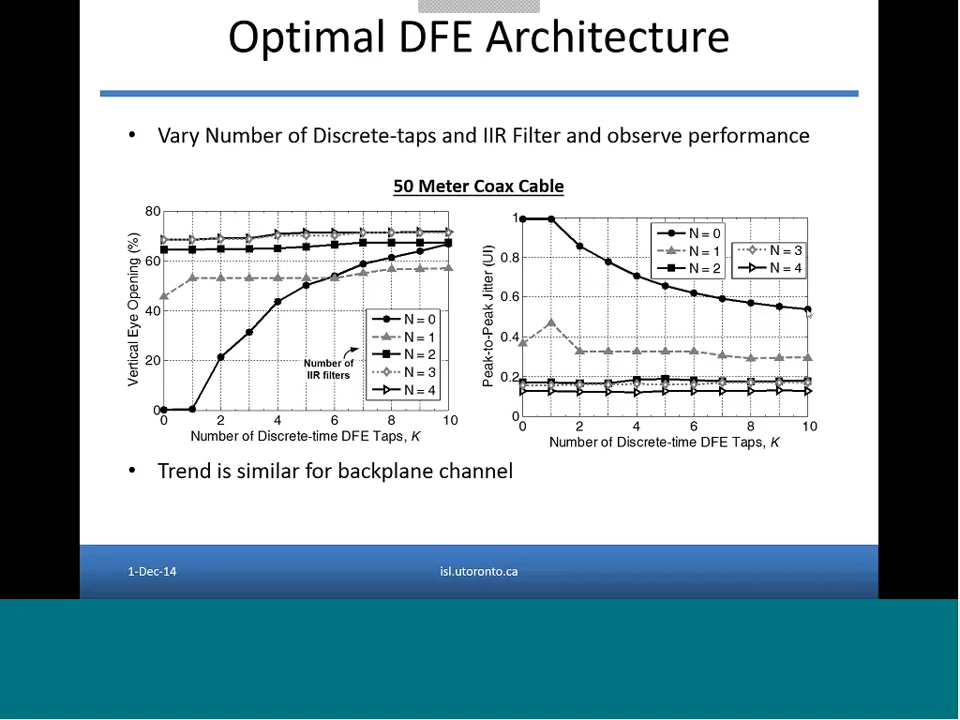 Optimal DFE Architecture
• Vary Number of Discrete-taps and IIR Filter and observe performance
50 Meter Coax Cable
Vertical Eye Opening (%)
80
60
40
20
0
0 2 4 6 8 10
Number of Discrete-time DFE Taps, K
Number of
IIR filters
N = 0
N = 1
N = 2
N = 3
N = 4
Peak-to-Peak Jitter (UI)
1
0.8
0.6
0.4
0.2
0
0 2 4 6 8 10
Number of Discrete-time DFE Taps, K
N = 0
N = 1
N = 2
N = 3
N = 4
• Trend is similar for backplane channel
1-Dec-14
isl.utoronto.ca